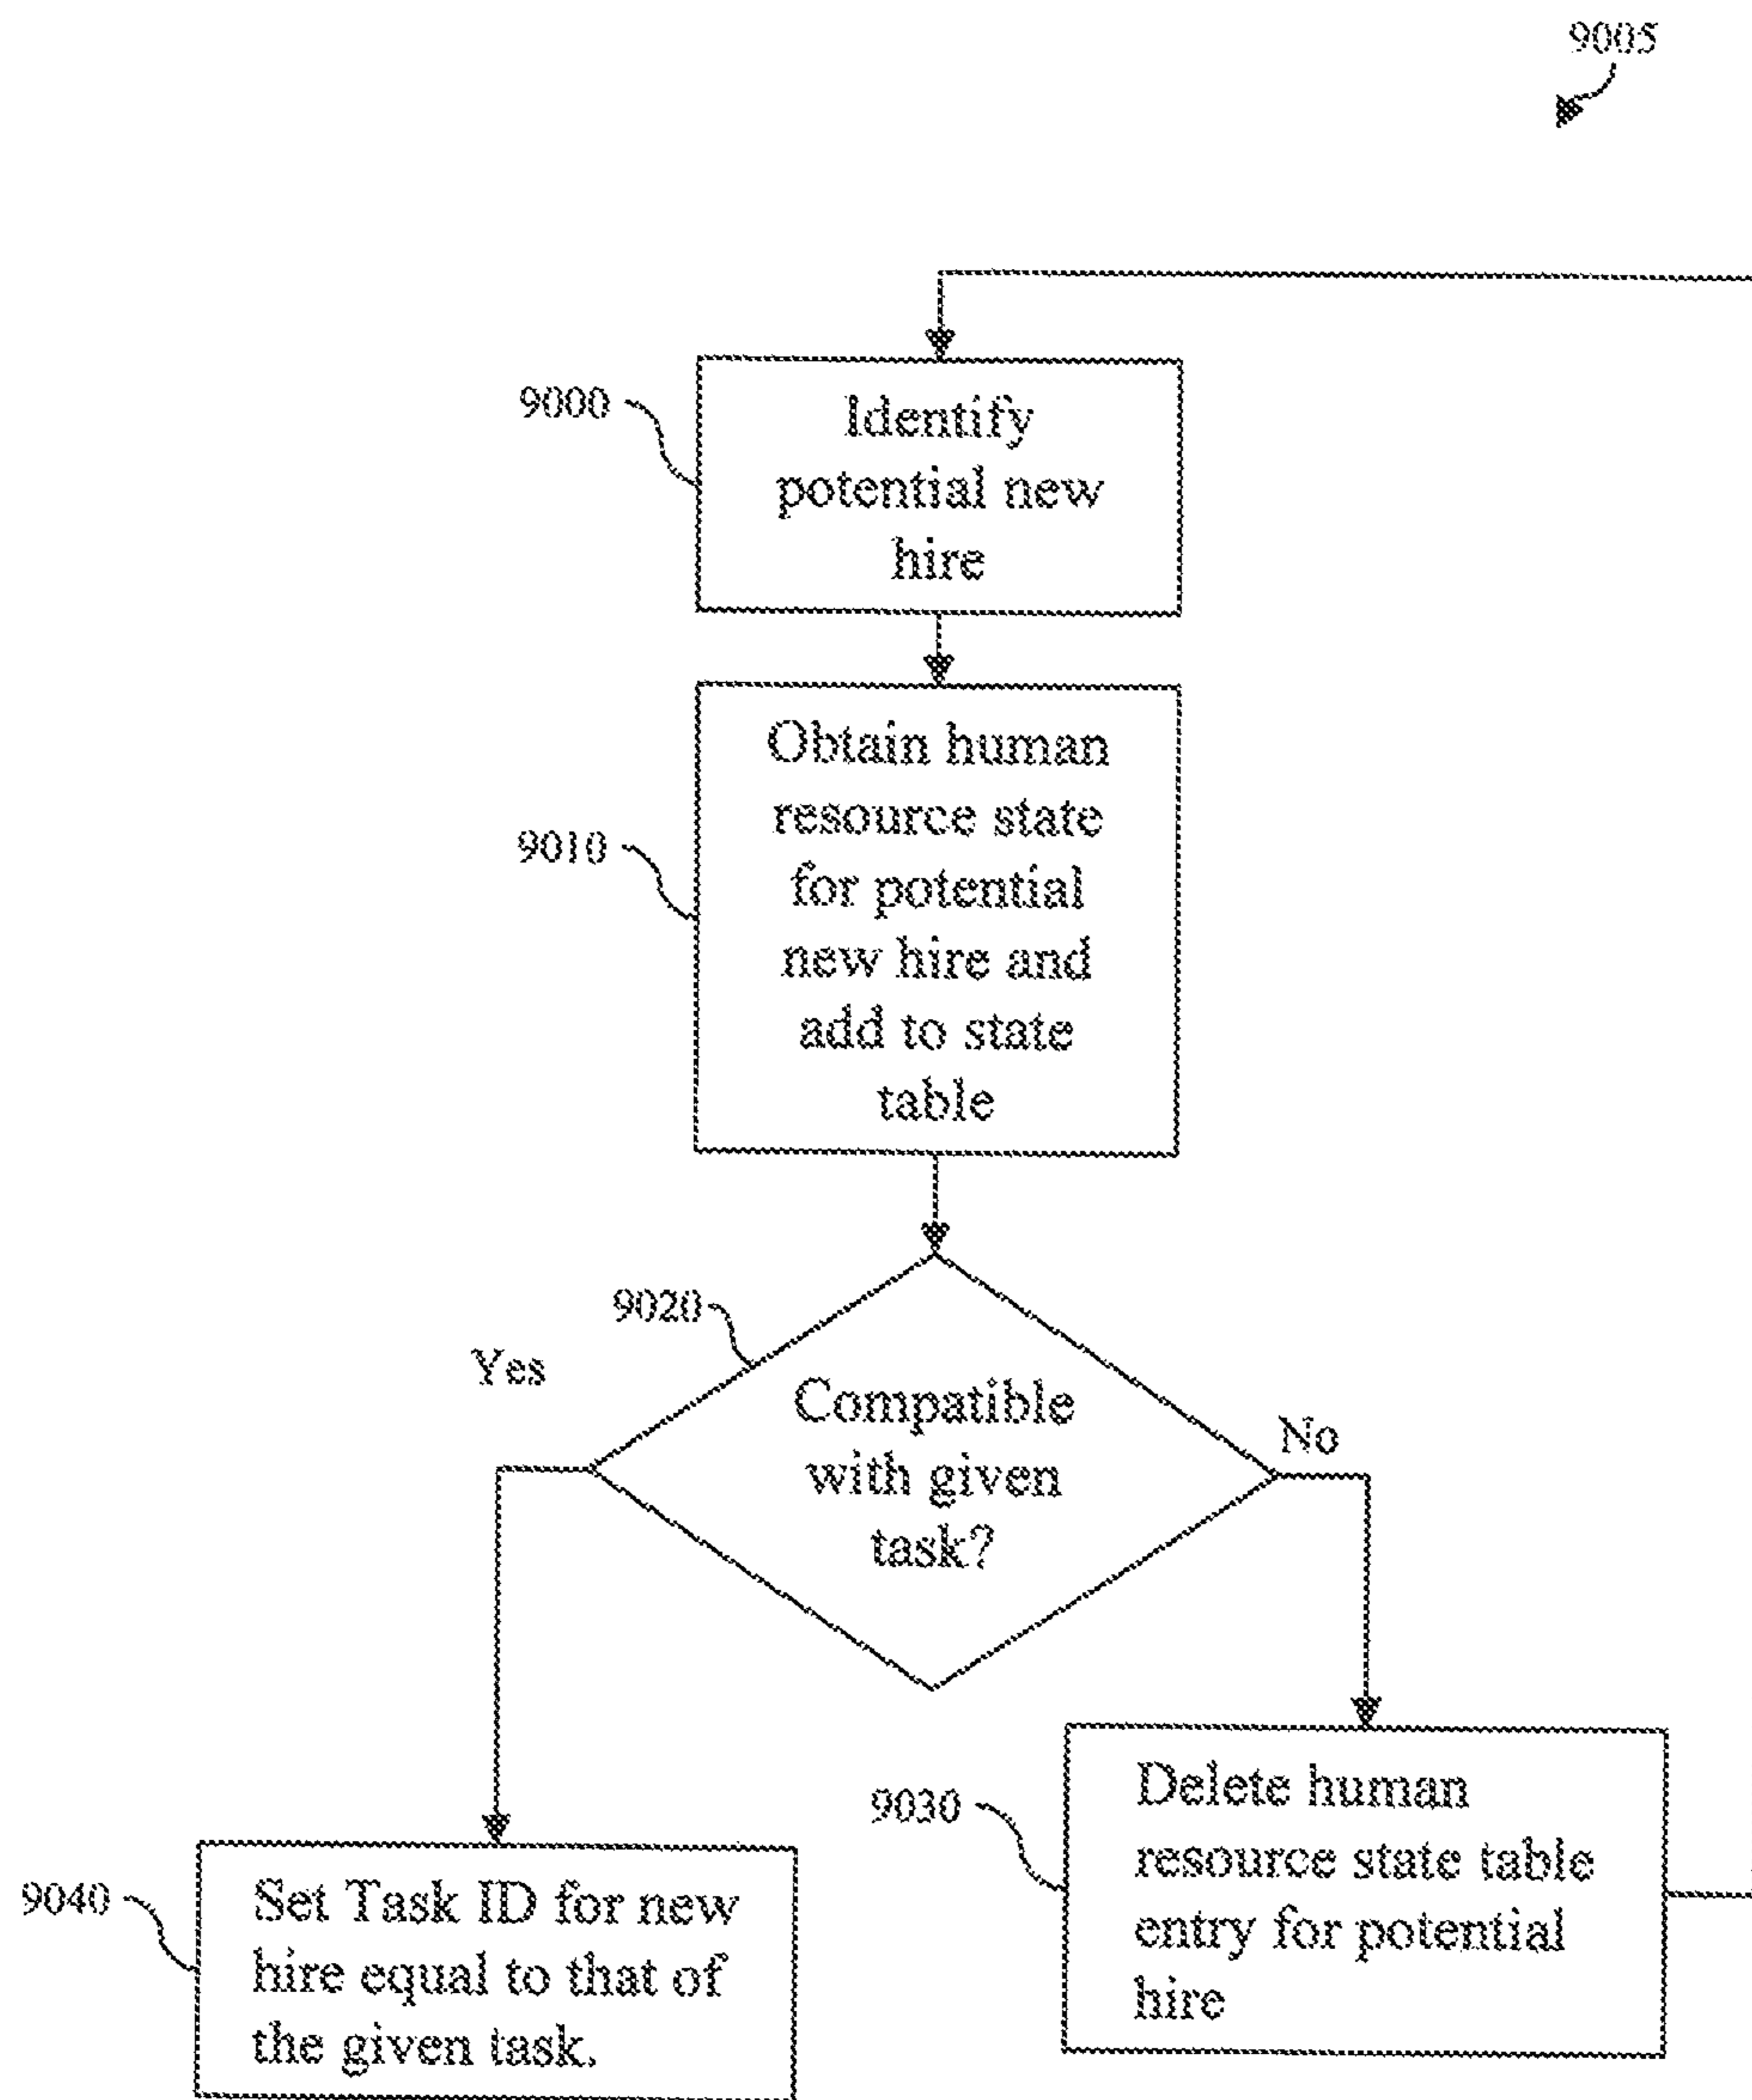 9005
9000
Identify
potential new
hire
9010
Obtain human
resource state
for potential
new hire and
add to state
table
9020
Yes
Compatible
with given
task?
No
9030
Delete human
resource state table
entry for potential
hire
9040
Set Task ID for new
hire equal to that of
the given task.